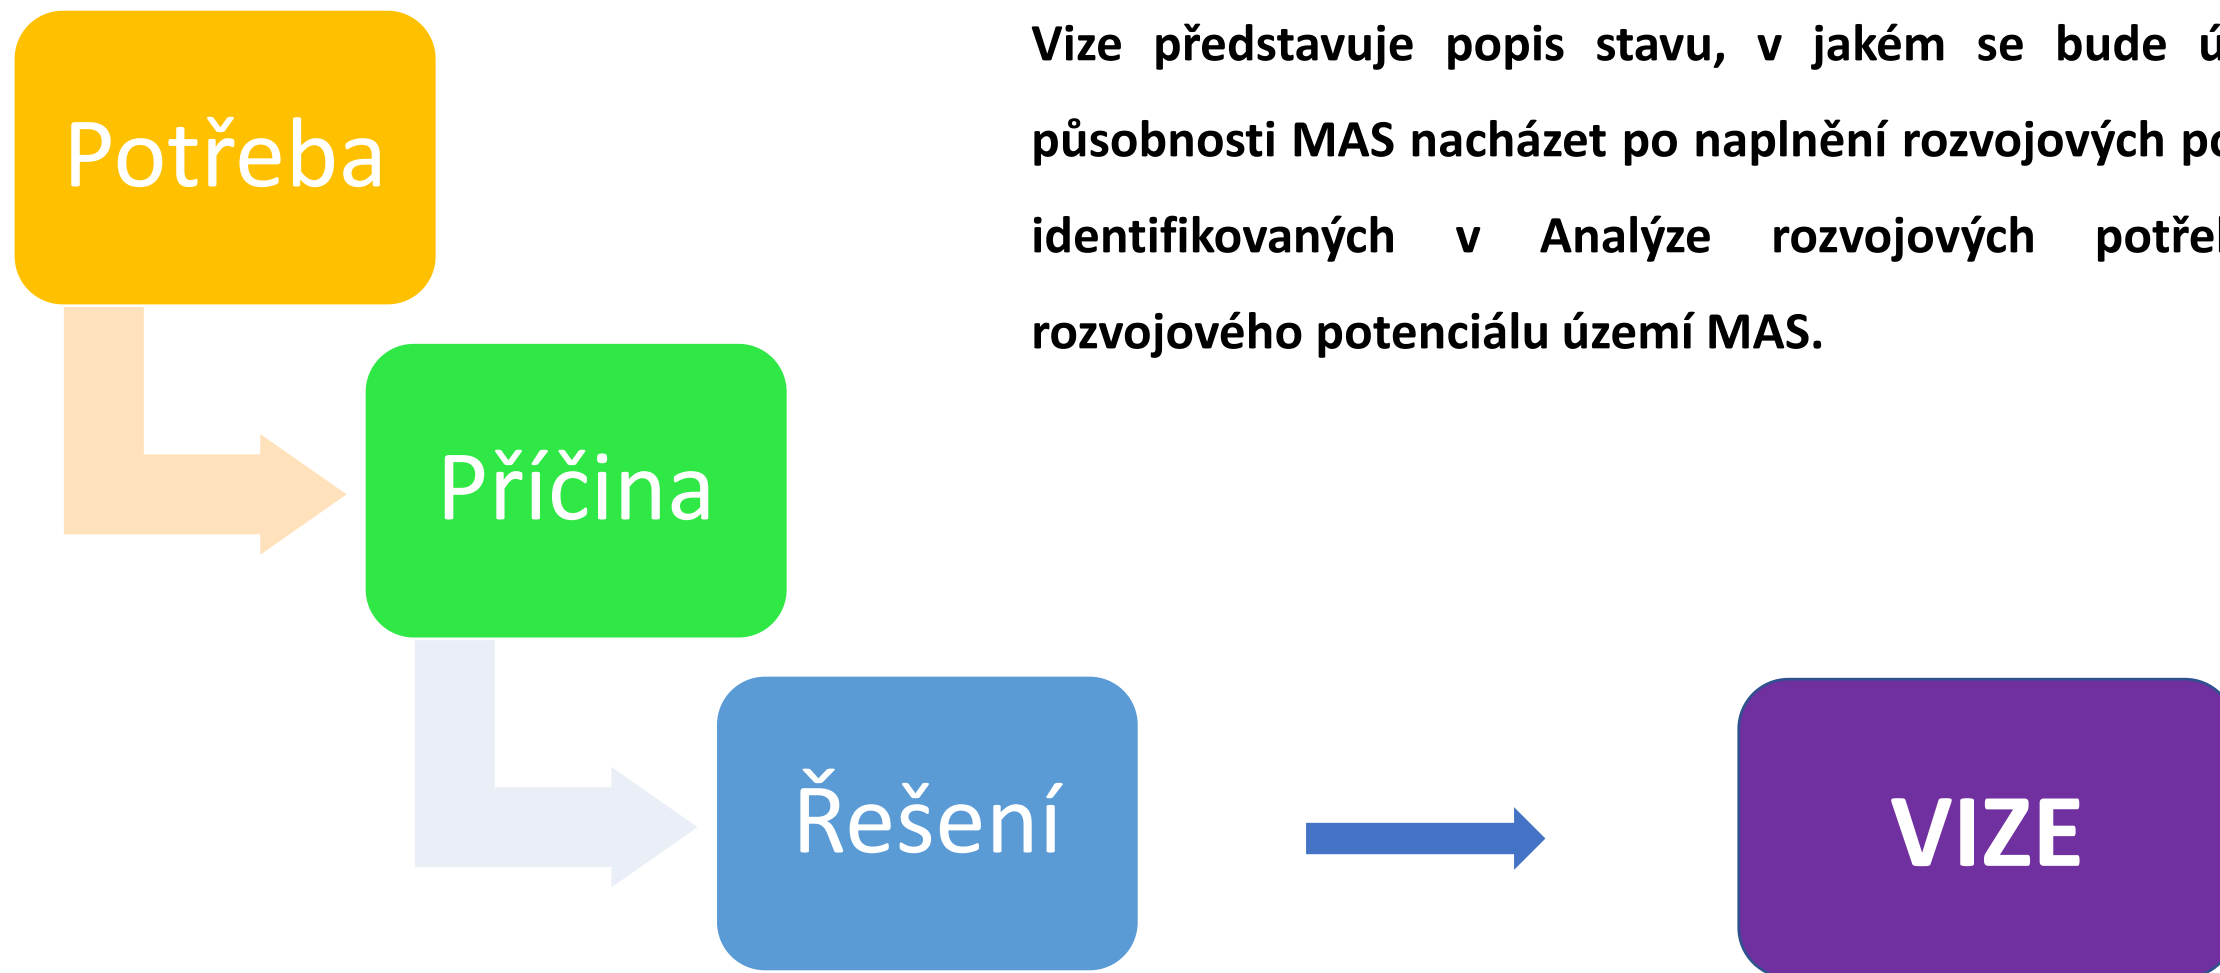 Vize představuje popis stavu, v jakém se bude
působnosti MAS nacházet po naplnění rozvojových
identifikovaných v Analýze rozvojových
rozvojového potenciálu území MAS.
Potřeba
Příčina
Řešení
VIZE